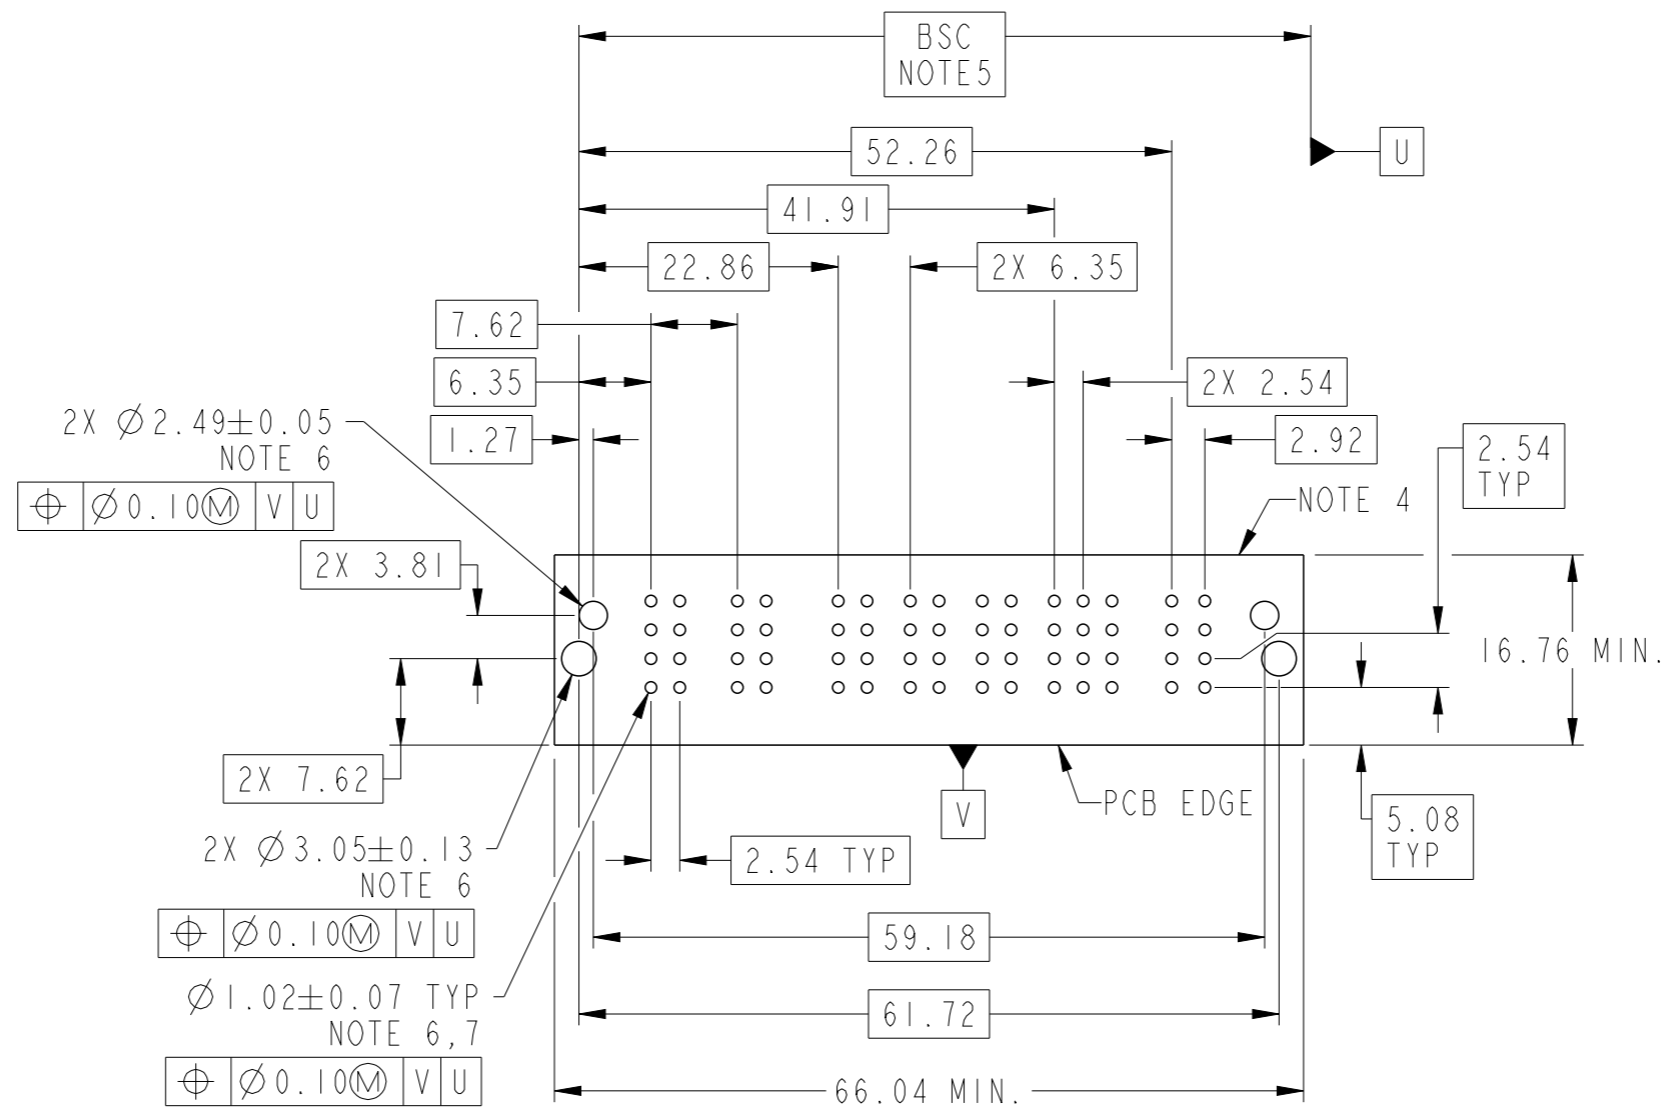 BSC
NOTE5
52.26
U
41.91
22.86
2X 6.35
7.62
6.35
2X 2.54
2X ∅2.49±0.05
NOTE 6
1.27
2.92
2.54
TYP
⌖ ∅0.10Ⓜ V U
NOTE 4
2X 3.81
16.76 MIN.
2X 7.62
V
PCB EDGE
5.08
TYP
2X ∅3.05±0.13
NOTE 6
2.54 TYP
⌖ ∅0.10Ⓜ V U
59.18
∅1.02±0.07 TYP
NOTE 6,7
61.72
⌖ ∅0.10Ⓜ V U
66.04 MIN.